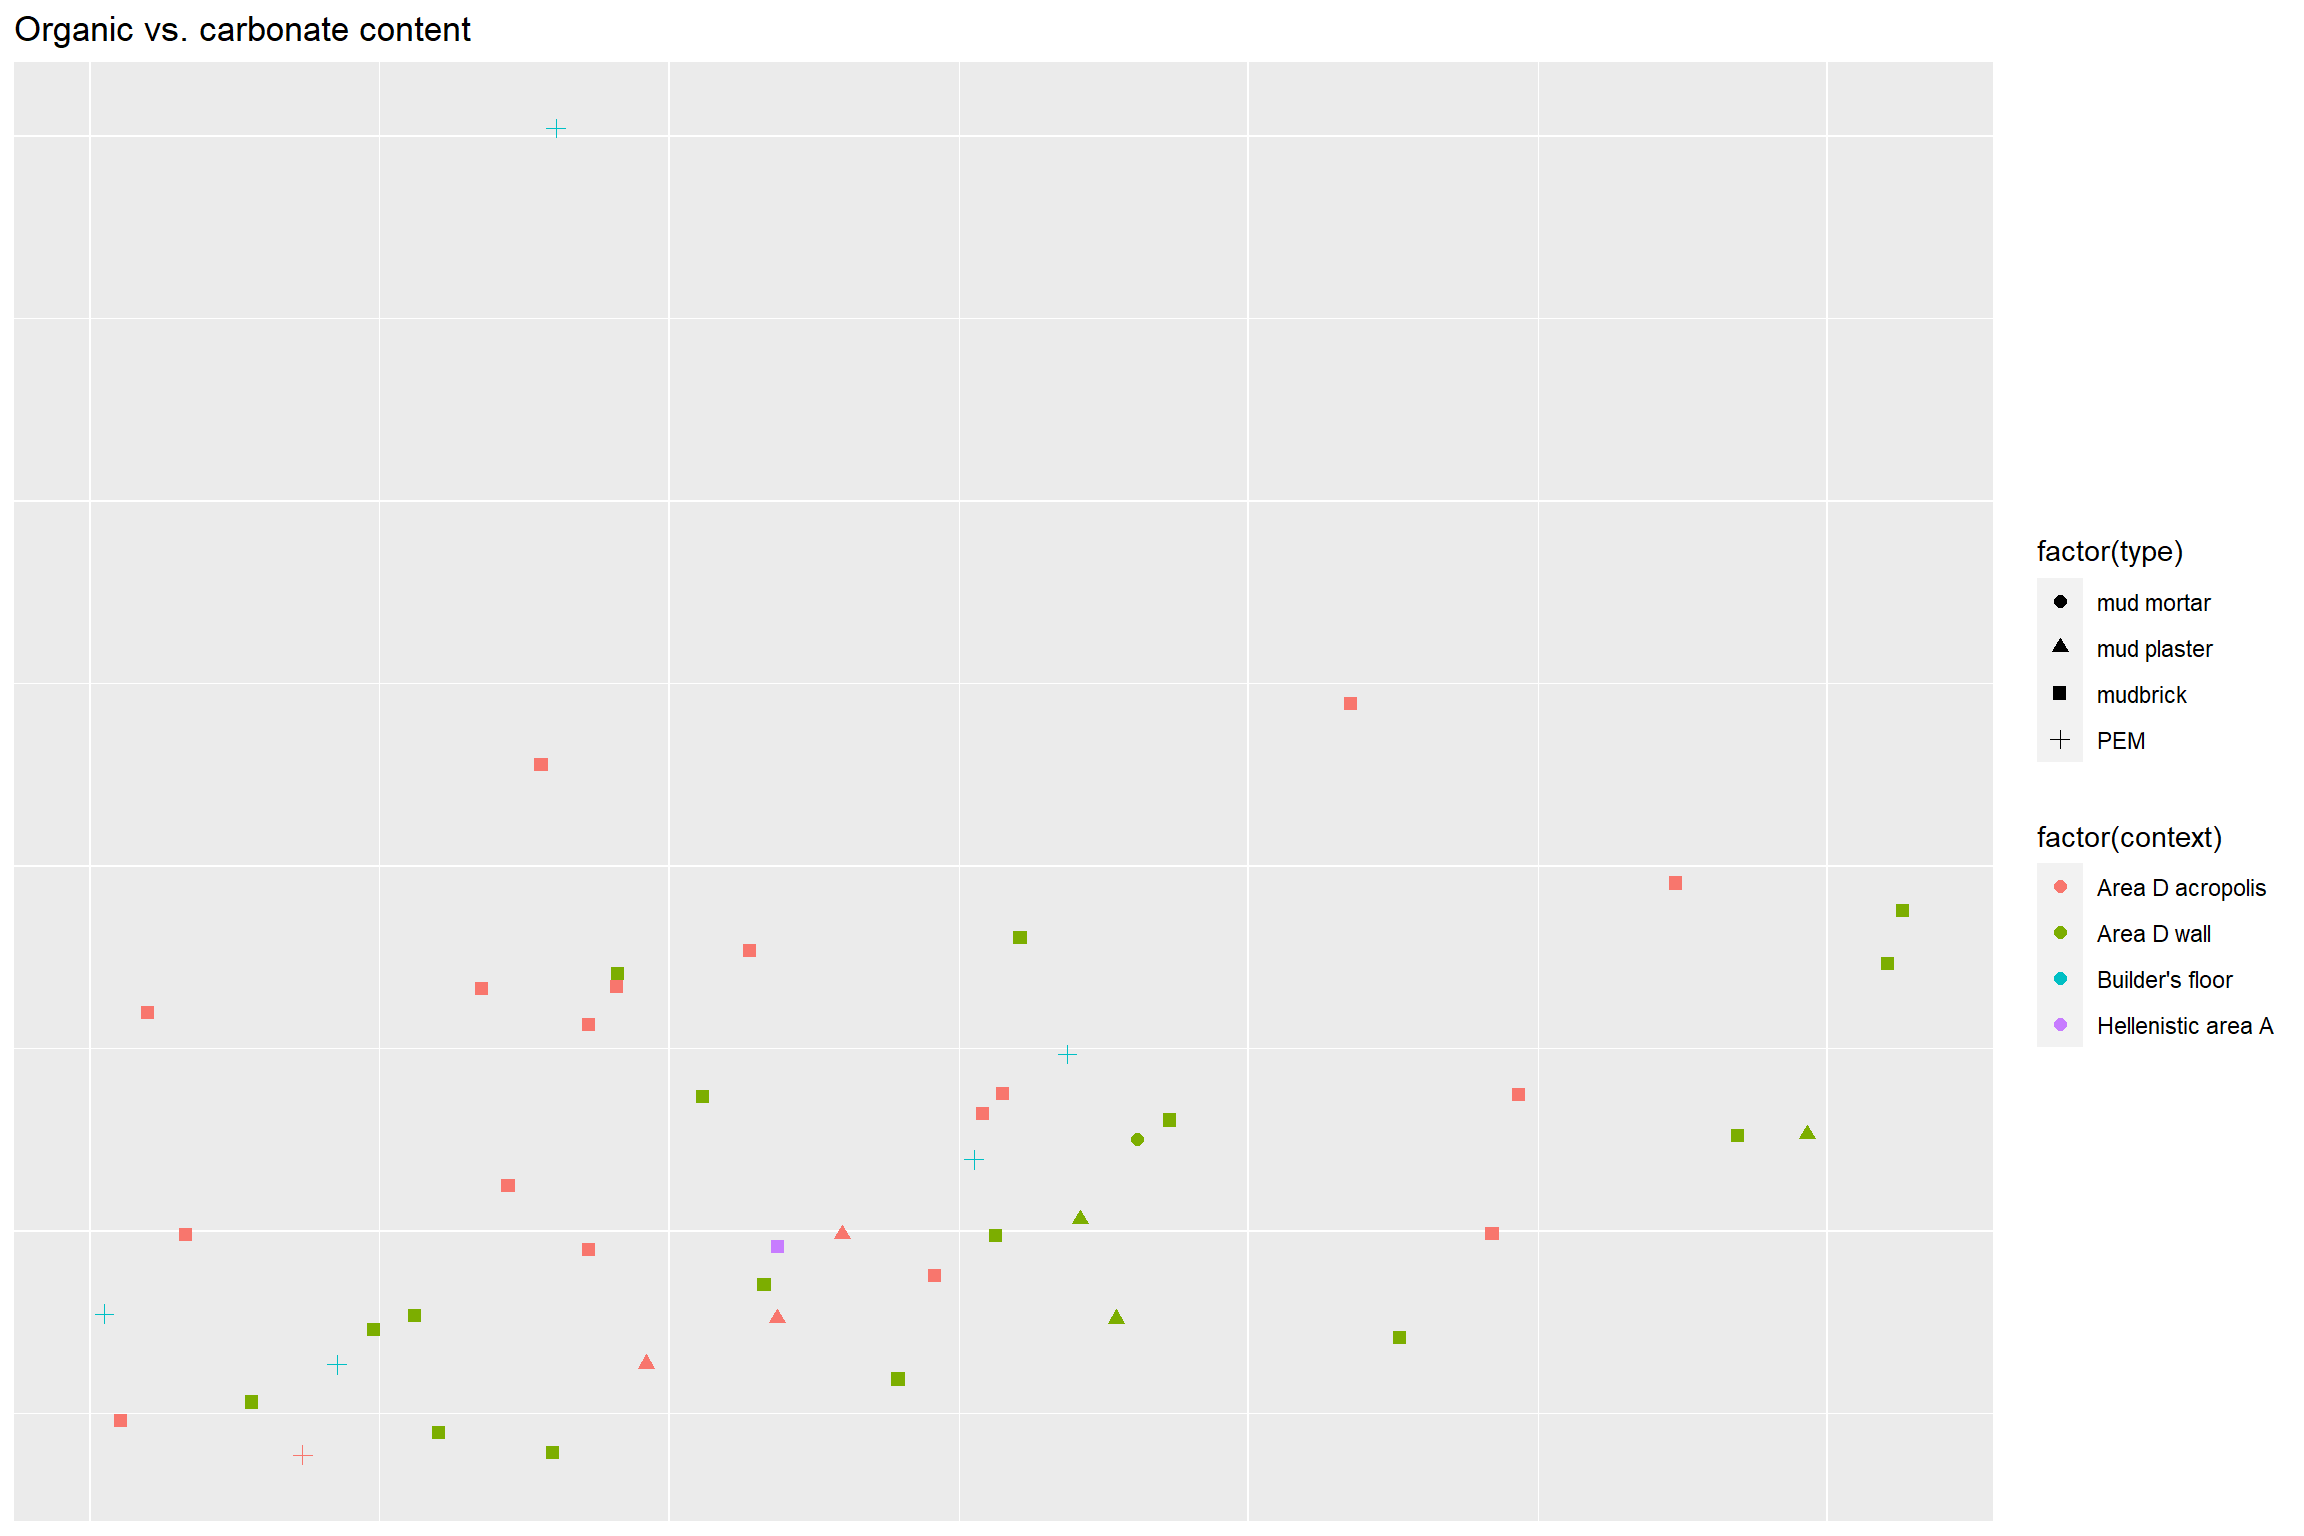 Organic vs. carbonate content
factor(type)
mud mortar
mud plaster
mudbrick
PEM
factor(context)
Area D acropolis
Area D wall
Builder's floor
Hellenistic area A